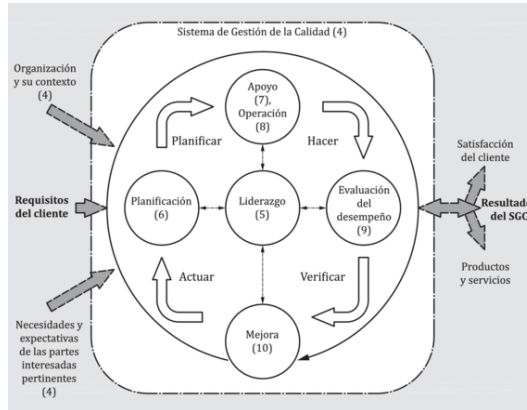 Sistema de Gestión de la Calidad (4)
Organización
y su contexto
(4)
Requisitos
del cliente
Necesidades y
expectativas
de las partes
interesadas
pertinentes
(4)
Apoyo
(7),
Operación
(8)
Planificar
Hacer
Planificación
(6)
Liderazgo
(5)
Evaluación
del
desempeño
(9)
Actuar
Verificar
Mejora
(10)
Satisfacción
del cliente
Resultado
del SGC
Productos
y servicios